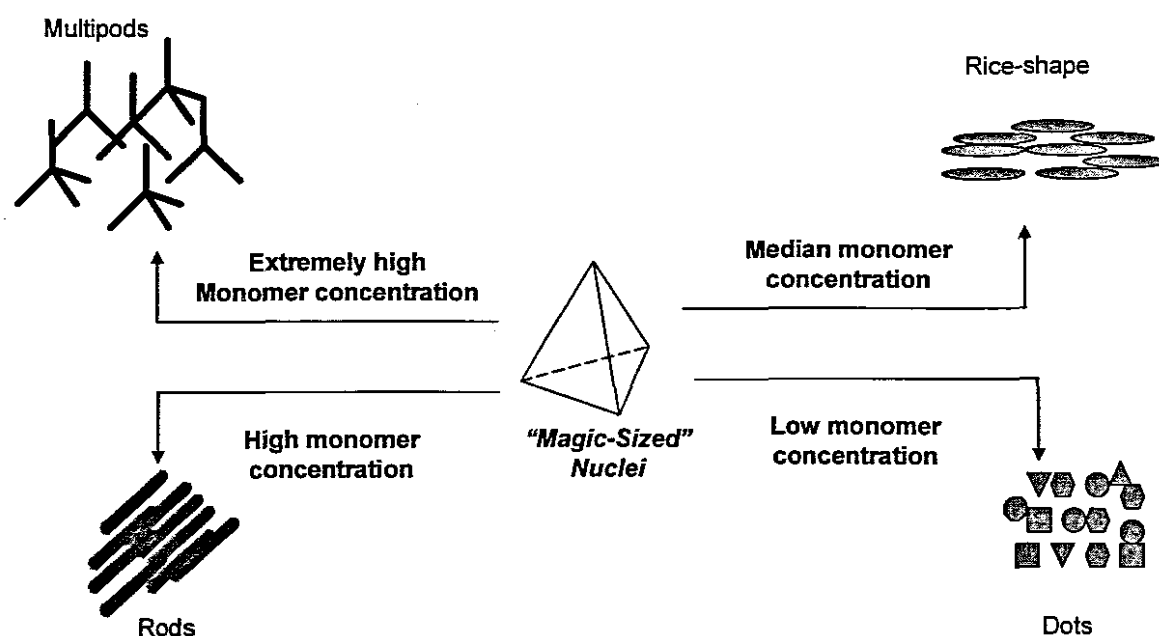 Multipods
Rice-shape
Extremely high
Monomer concentration
Median monomer
concentration
High monomer
concentration
"Magic-Sized"
Nuclei
Low monomer
concentration
Rods
Dots